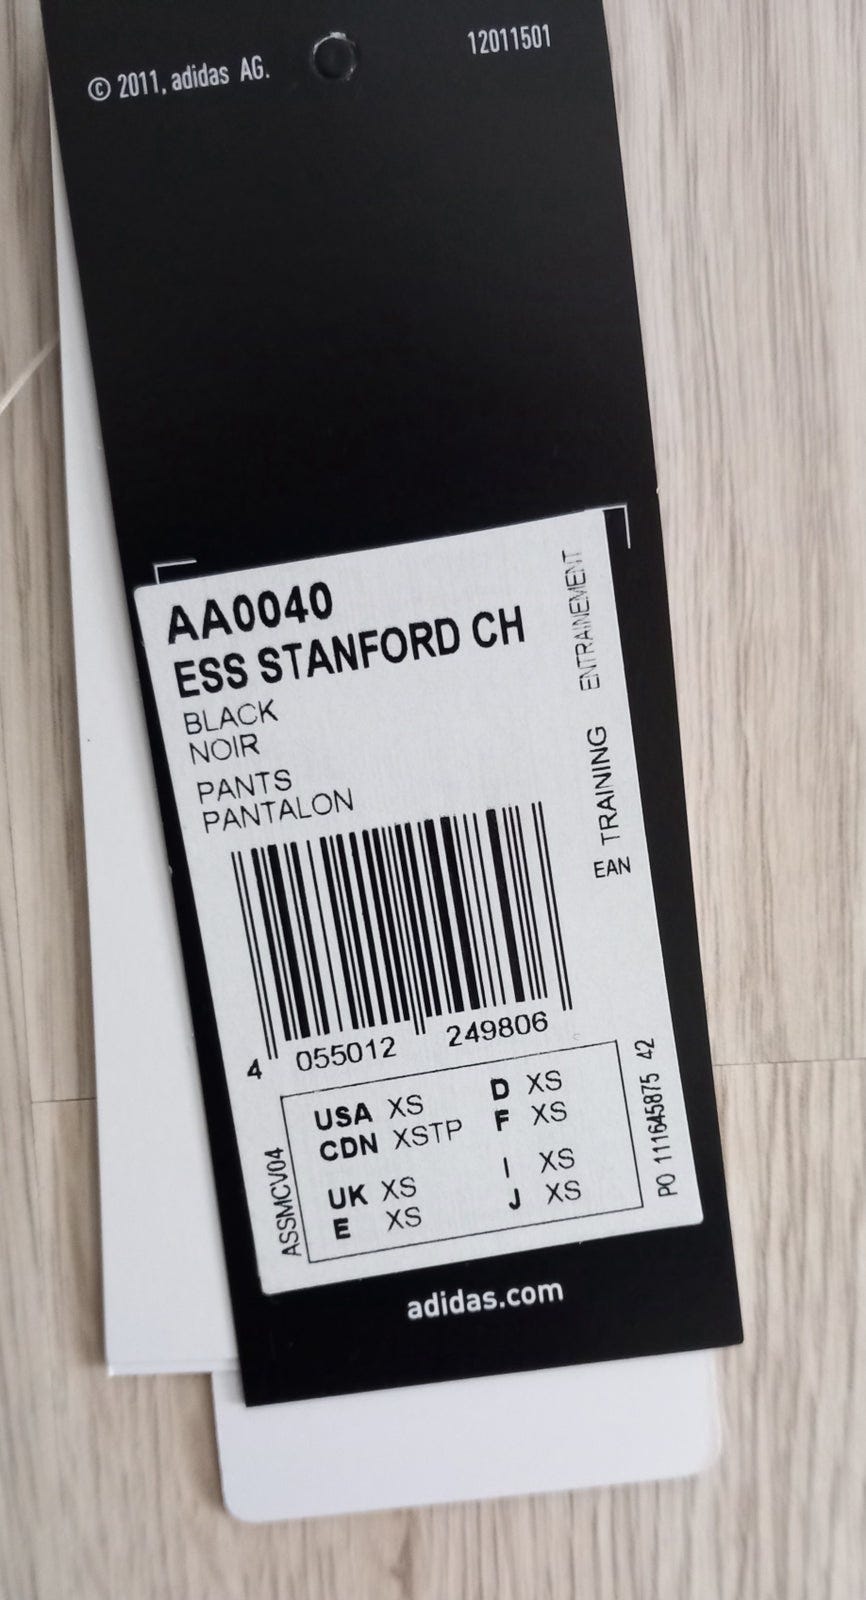 © 2011, adidas AG.
12011501
AA0040
ESS STANFORD CH
BLACK
NOIR
PANTS
PANTALON
EAN TRAINING ENTRAINEMENT
4 055012 249806
USA XS D XS
CDN XSTP F XS
UK XS I XS
E XS J XS
ASSMCV04
PO 111645875 42
adidas.com